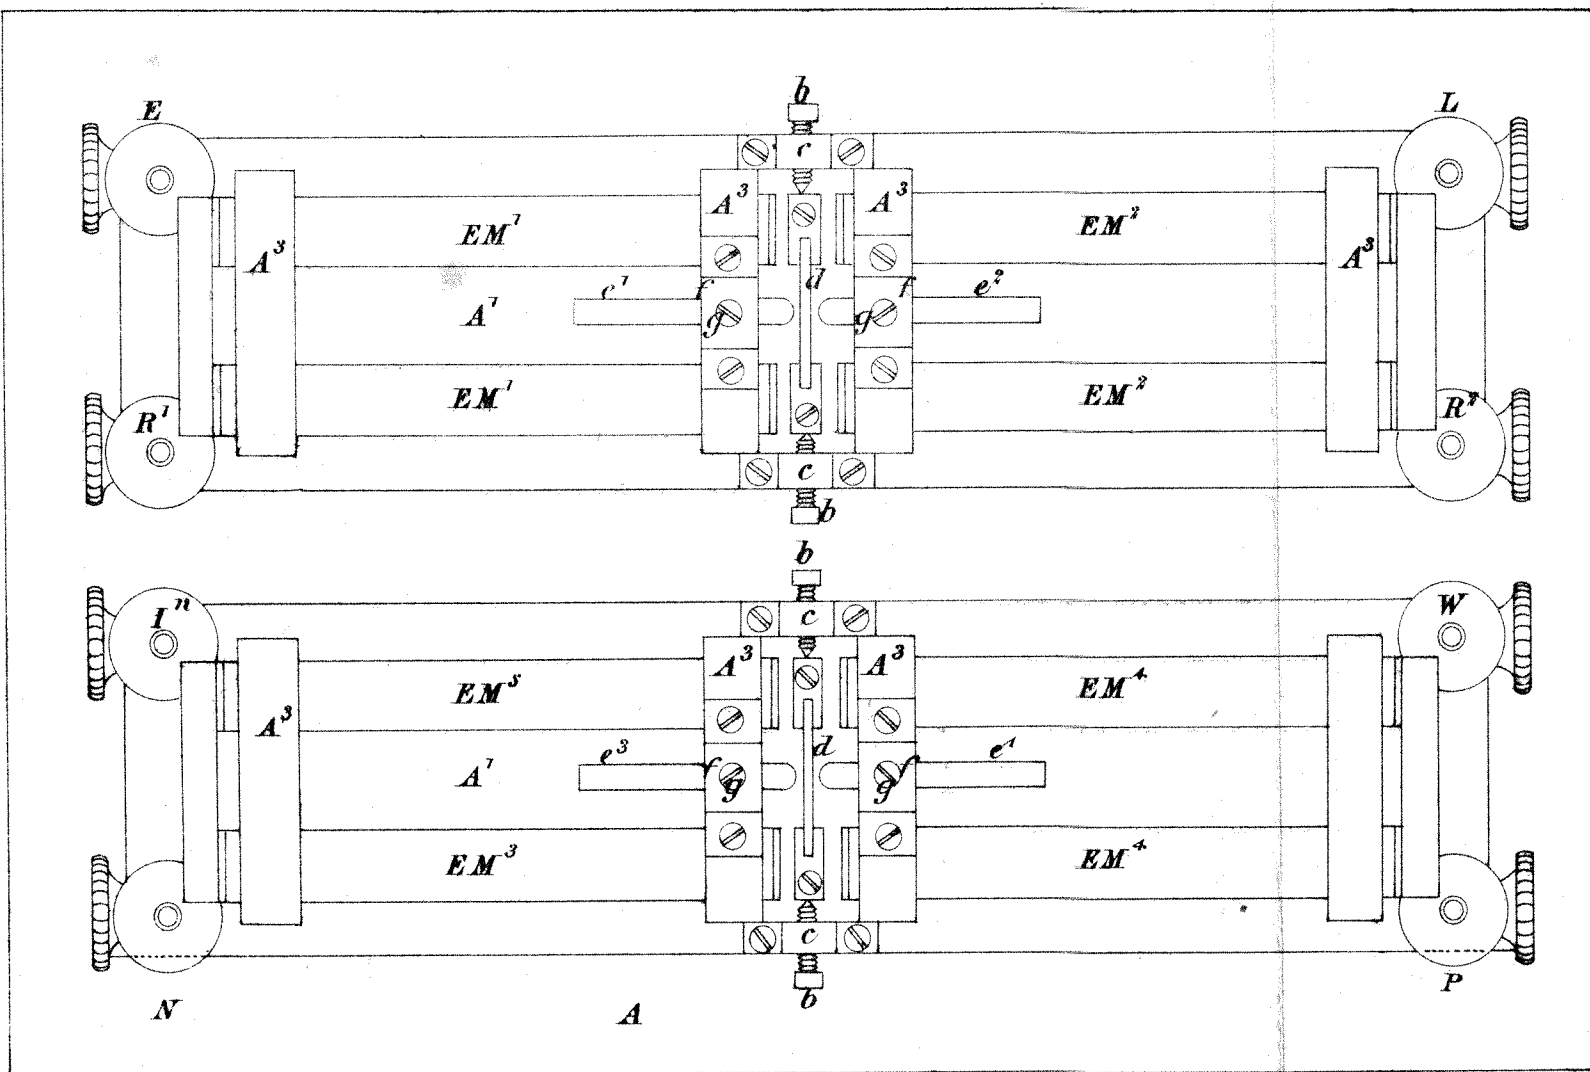 b
E L
c
A³ A³
EM¹ EM²
A³ A³
e¹ f d f e²
A¹ g g
EM¹ EM²
R¹ R²
c
b
b
Iⁿ W
c
A³ A³
EM³ EM⁴
A³
e³ f d f e⁴
A¹ g g
EM³ EM⁴
c
b
N P
A